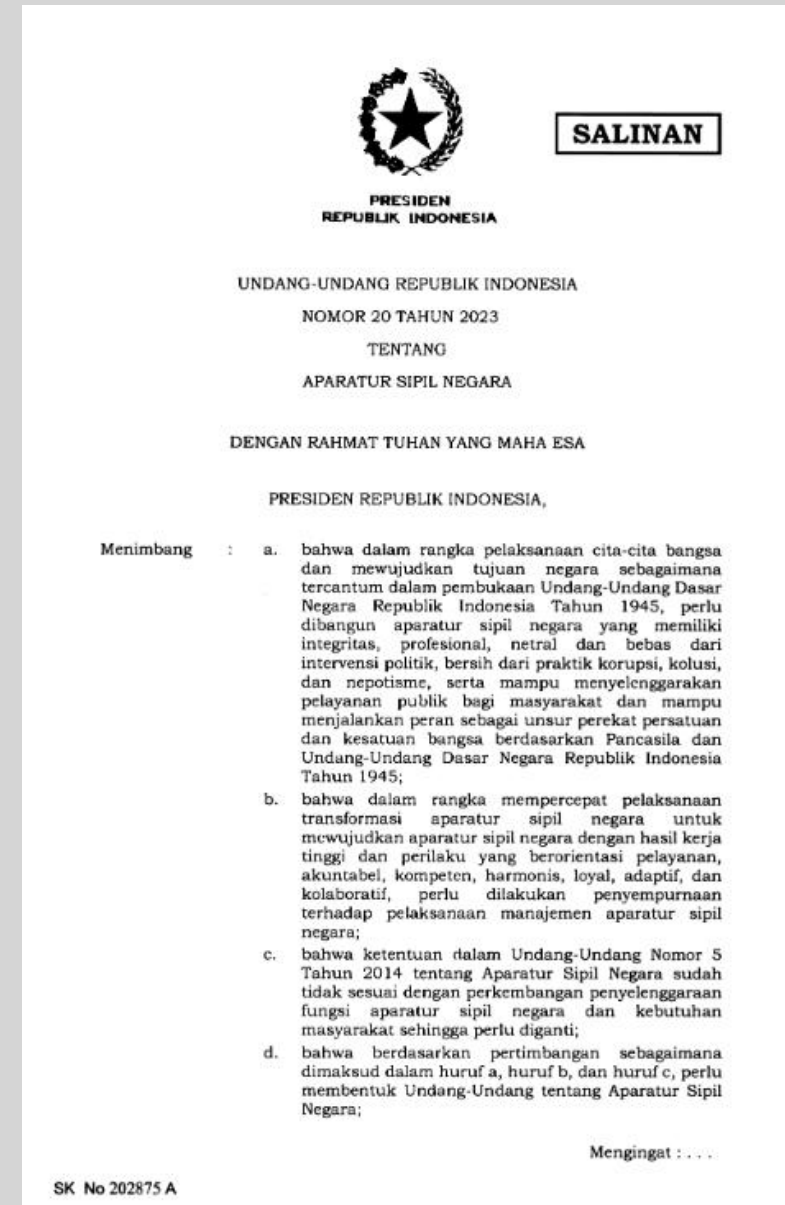 SALINAN
PRESIDEN
REPUBLIK INDONESIA
UNDANG-UNDANG REPUBLIK INDONESIA
NOMOR 20 TAHUN 2023
TENTANG
APARATUR SIPIL NEGARA
DENGAN RAHMAT TUHAN YANG MAHA ESA
PRESIDEN REPUBLIK INDONESIA,
Menimbang : a. bahwa dalam rangka pelaksanaan cita-cita bangsa
dan mewujudkan tujuan negara sebagaimana
tercantum dalam pembukaan Undang-Undang Dasar
Negara Republik Indonesia Tahun 1945, perlu
dibangun aparatur sipil negara yang memiliki
integritas, profesional, netral dan bebas dari
intervensi politik, bersih dari praktik korupsi, kolusi,
dan nepotisme, serta mampu menyelenggarakan
pelayanan publik bagi masyarakat dan mampu
menjalankan peran sebagai unsur perekat persatuan
dan kesatuan bangsa berdasarkan Pancasila dan
Undang-Undang Dasar Negara Republik Indonesia
Tahun 1945;
b. bahwa dalam rangka mempercepat pelaksanaan
transformasi aparatur sipil negara untuk
mewujudkan aparatur sipil negara dengan hasil kerja
tinggi dan perilaku yang berorientasi pelayanan,
akuntabel, kompeten, harmonis, loyal, adaptif, dan
kolaboratif, perlu dilakukan penyempurnaan
terhadap pelaksanaan manajemen aparatur sipil
negara;
c. bahwa ketentuan dalam Undang-Undang Nomor 5
Tahun 2014 tentang Aparatur Sipil Negara sudah
tidak sesuai dengan perkembangan penyelenggaraan
fungsi aparatur sipil negara dan kebutuhan
masyarakat sehingga perlu diganti;
d. bahwa berdasarkan pertimbangan sebagaimana
dimaksud dalam huruf a, huruf b, dan huruf c, perlu
membentuk Undang-Undang tentang Aparatur Sipil
Negara;
Mengingat : . . .
SK No 202875 A